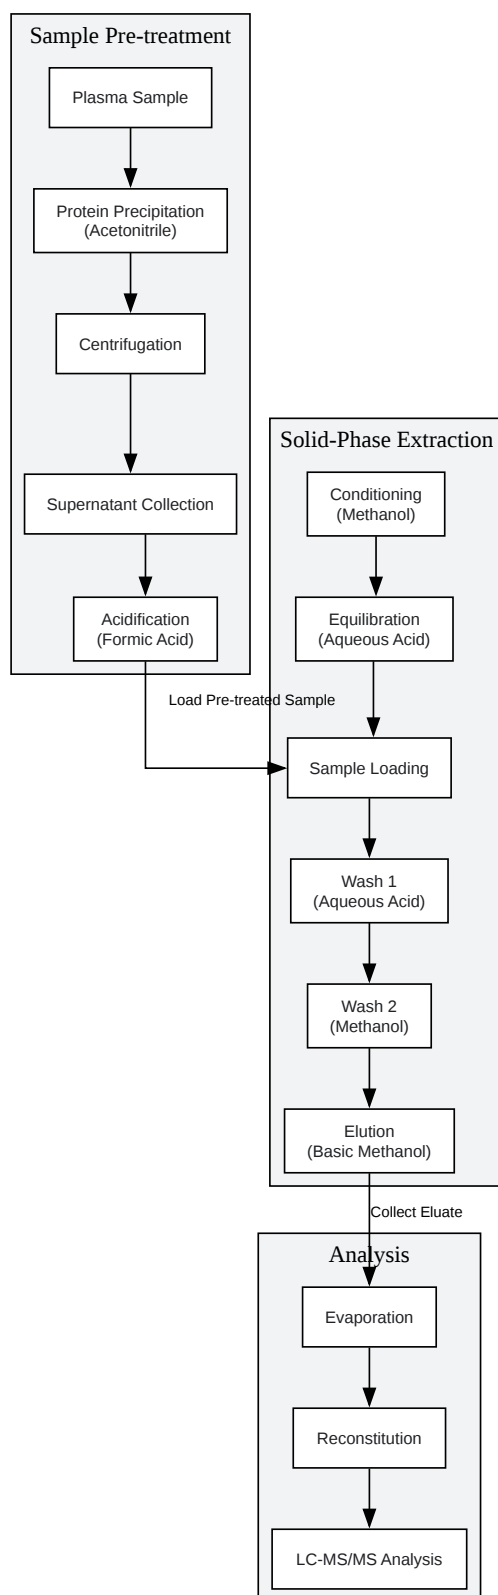 Sample Pre-treatment
Plasma Sample
Protein Precipitation
(Acetonitrile)
Centrifugation
Supernatant Collection
Acidification
(Formic Acid)
Load Pre-treated Sample
Solid-Phase Extraction
Conditioning
(Methanol)
Equilibration
(Aqueous Acid)
Sample Loading
Wash 1
(Aqueous Acid)
Wash 2
(Methanol)
Elution
(Basic Methanol)
Collect Eluate
Analysis
Evaporation
Reconstitution
LC-MS/MS Analysis